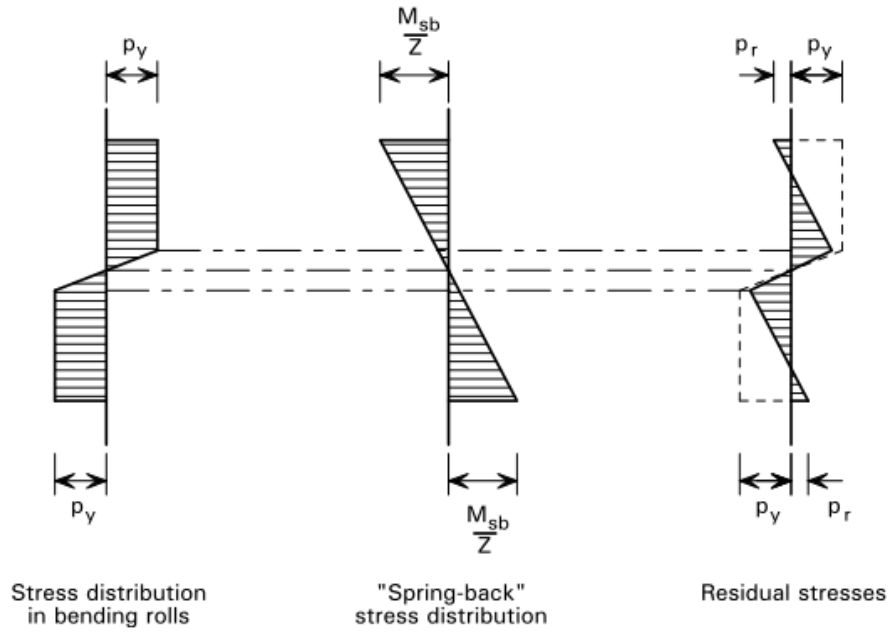 M_sb
Z
p_y
p_r
p_y
p_y
M_sb
Z
p_y
p_r
Stress distribution
in bending rolls
"Spring-back"
stress distribution
Residual stresses